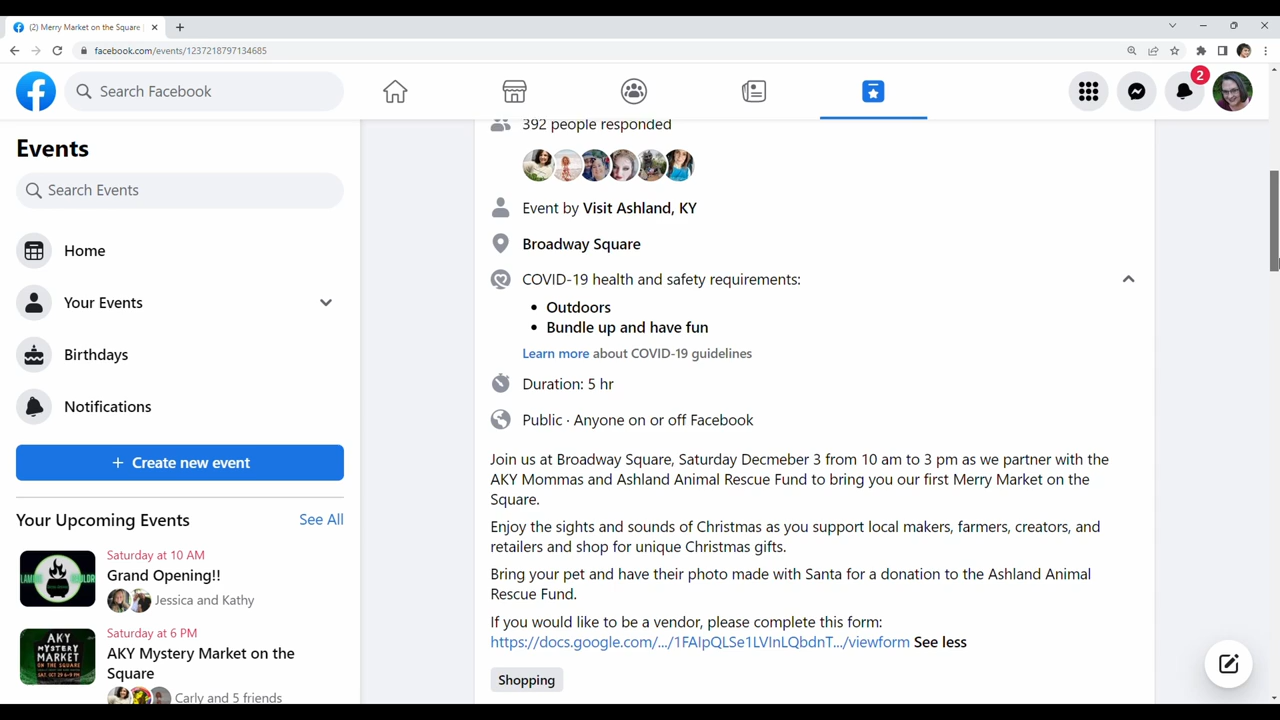 (2) Merry Market on the Square
facebook.com/events/1237218797134685
Search Facebook
2
Events
Search Events
Home
Your Events
Birthdays
Notifications
+ Create new event
Your Upcoming Events
See All
Saturday at 10 AM
Grand Opening!!
Jessica and Kathy
AKY
MYSTERY
MARKET
ON THE
SQUARE
Saturday at 6 PM
AKY Mystery Market on the
Square
Carly and 5 friends
392 people responded
Event by Visit Ashland, KY
Broadway Square
COVID-19 health and safety requirements:
• Outdoors
• Bundle up and have fun
Learn more about COVID-19 guidelines
Duration: 5 hr
Public · Anyone on or off Facebook
Join us at Broadway Square, Saturday Decmeber 3 from 10 am to 3 pm as we partner with the
AKY Mommas and Ashland Animal Rescue Fund to bring you our first Merry Market on the
Square.
Enjoy the sights and sounds of Christmas as you support local makers, farmers, creators, and
retailers and shop for unique Christmas gifts.
Bring your pet and have their photo made with Santa for a donation to the Ashland Animal
Rescue Fund.
If you would like to be a vendor, please complete this form:
https://docs.google.com/.../1FAIpQLSe1LVInLQbdnT.../viewform See less
Shopping